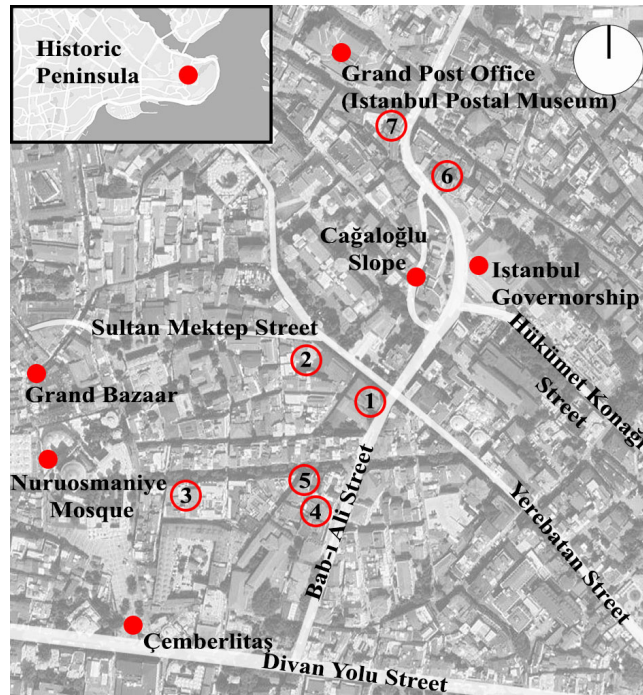 Historic
Peninsula
Grand Post Office
(Istanbul Postal Museum)
7
6
Cağaloğlu
Slope
Istanbul
Governorship
Sultan Mektep Street
Hükümet Konağı
Street
2
Grand Bazaar
1
Nuruosmaniye
Mosque
5
3
4
Bab-ı Ali Street
Yerebatan Street
Çemberlitaş
Divan Yolu Street